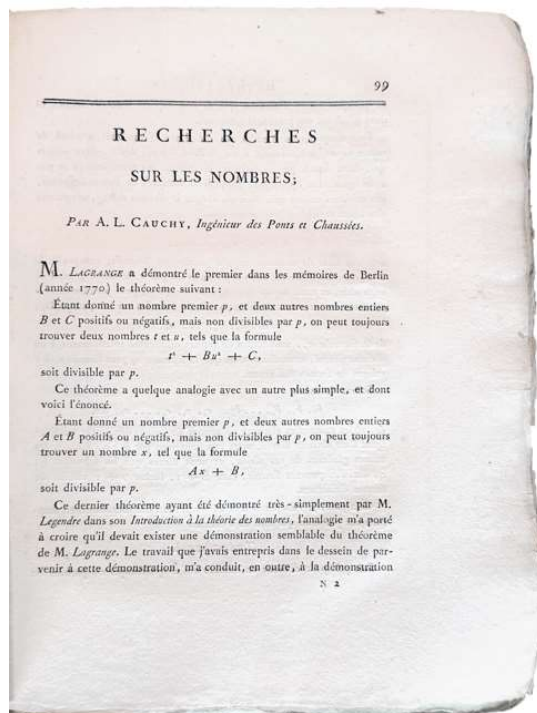 99
RECHERCHES
SUR LES NOMBRES;
PAR A. L. CAUCHY, Ingénieur des Ponts et Chaussées.
M. LAGRANGE a démontré le premier dans les mémoires de Berlin
(année 1770) le théorème suivant :
Étant donné un nombre premier p, et deux autres nombres entiers
B et C positifs ou négatifs, mais non divisibles par p, on peut toujours
trouver deux nombres t et u, tels que la formule
t² + Bu² + C,
soit divisible par p.
Ce théorème a quelque analogie avec un autre plus simple, et dont
voici l'énoncé.
Étant donné un nombre premier p, et deux autres nombres entiers
A et B positifs ou négatifs, mais non divisibles par p, on peut toujours
trouver un nombre x, tel que la formule
Ax + B,
soit divisible par p.
Ce dernier théorème ayant été démontré très-simplement par M.
Legendre dans son Introduction à la théorie des nombres, l'analogie m'a porté
à croire qu'il devait exister une démonstration semblable du théorème
de M. Lagrange. Le travail que j'avais entrepris dans le dessein de par-
venir à cette démonstration, m'a conduit, en outre, à la démonstration
N 2